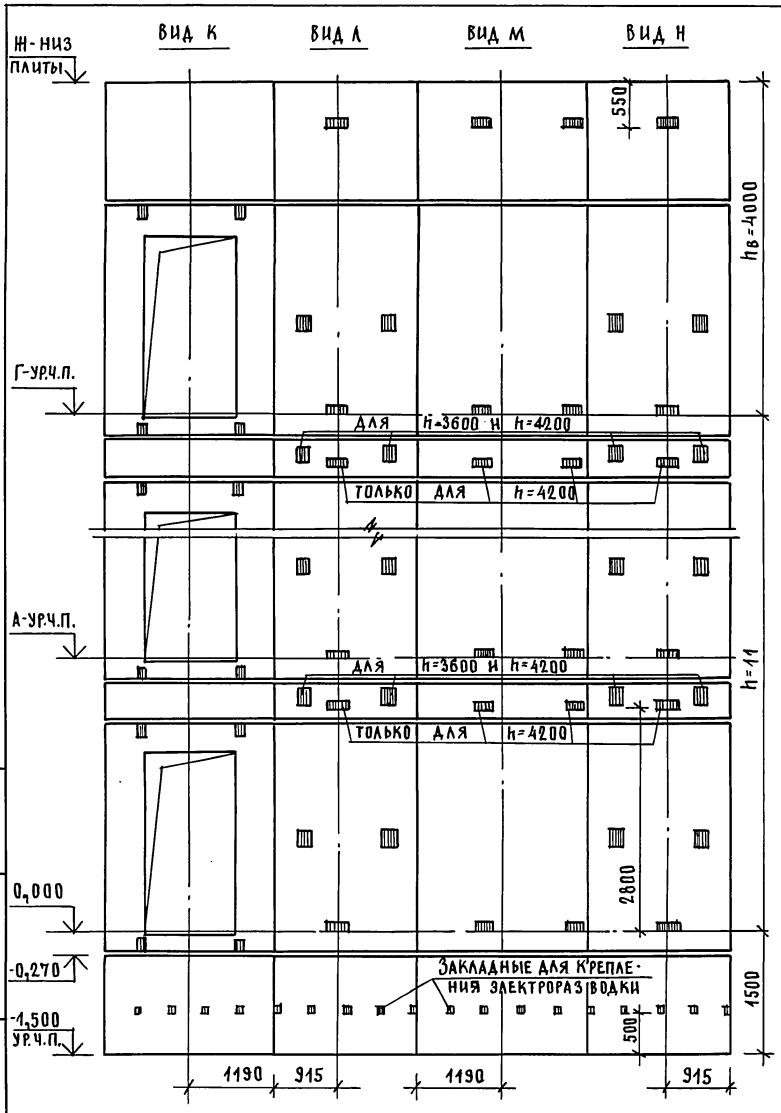 ВИД К
ВИД Л
ВИД М
ВИД Н
Ж-НИЗ
ПЛИТЫ
550
hв=4000
Г-УР.Ч.П.
ДЛЯ h=3600 и h=4200
ТОЛЬКО ДЛЯ h=4200
А-УР.Ч.П.
ДЛЯ h=3600 и h=4200
h=11
ТОЛЬКО ДЛЯ h=4200
2800
0,000
-0,270
ЗАКЛАДНЫЕ ДЛЯ КРЕПЛЕ-
НИЯ ЭЛЕКТРОРАЗВОДКИ
-1,500
УР.Ч.П.
500
1500
1190
915
1190
915